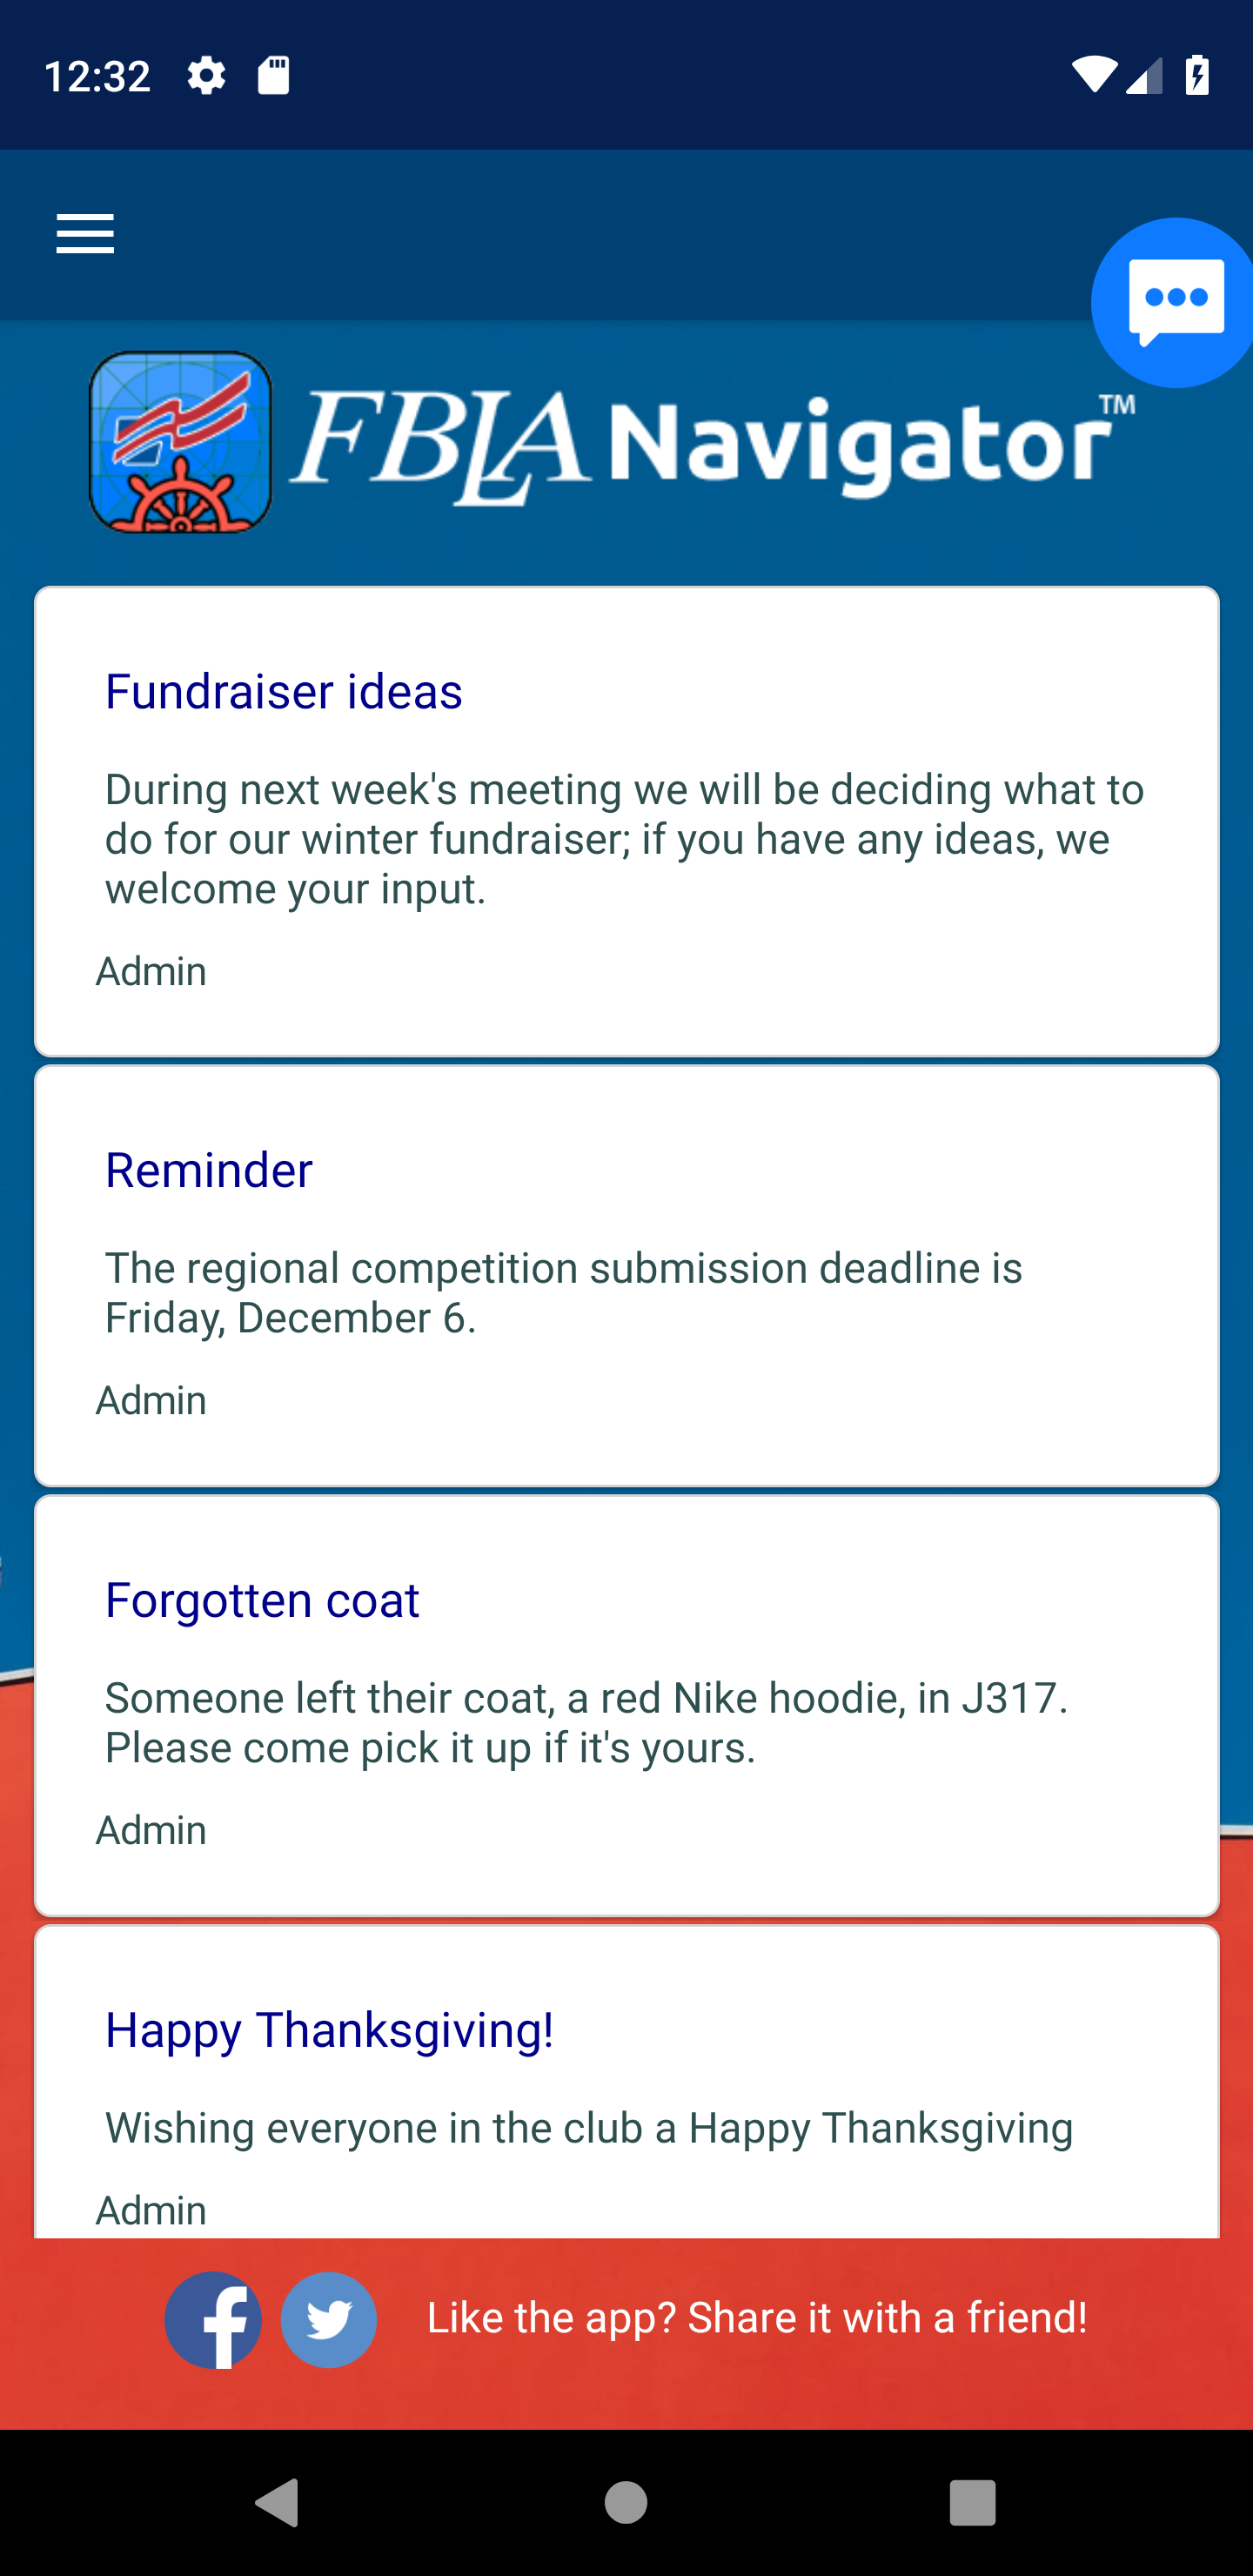 12:32
FBLA Navigator™
Fundraiser ideas
During next week's meeting we will be deciding what to
do for our winter fundraiser; if you have any ideas, we
welcome your input.
Admin
Reminder
The regional competition submission deadline is
Friday, December 6.
Admin
Forgotten coat
Someone left their coat, a red Nike hoodie, in J317.
Please come pick it up if it's yours.
Admin
Happy Thanksgiving!
Wishing everyone in the club a Happy Thanksgiving
Admin
Like the app? Share it with a friend!